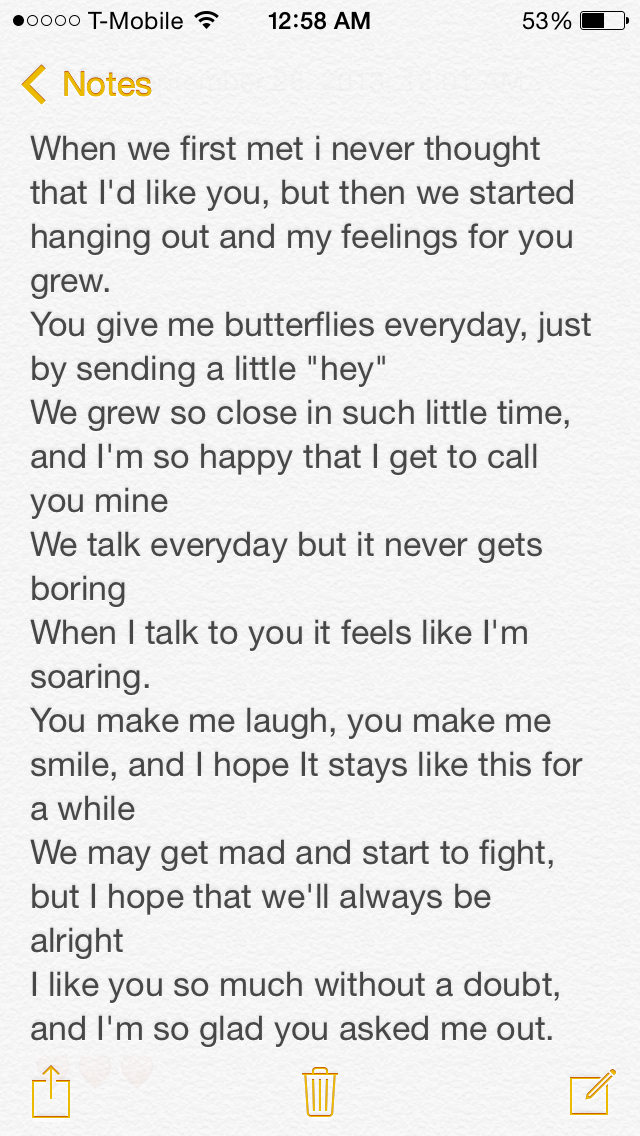 T-Mobile 12:58 AM 53%
Notes
When we first met i never thought
that I'd like you, but then we started
hanging out and my feelings for you
grew.
You give me butterflies everyday, just
by sending a little "hey"
We grew so close in such little time,
and I'm so happy that I get to call
you mine
We talk everyday but it never gets
boring
When I talk to you it feels like I'm
soaring.
You make me laugh, you make me
smile, and I hope It stays like this for
a while
We may get mad and start to fight,
but I hope that we'll always be
alright
I like you so much without a doubt,
and I'm so glad you asked me out.